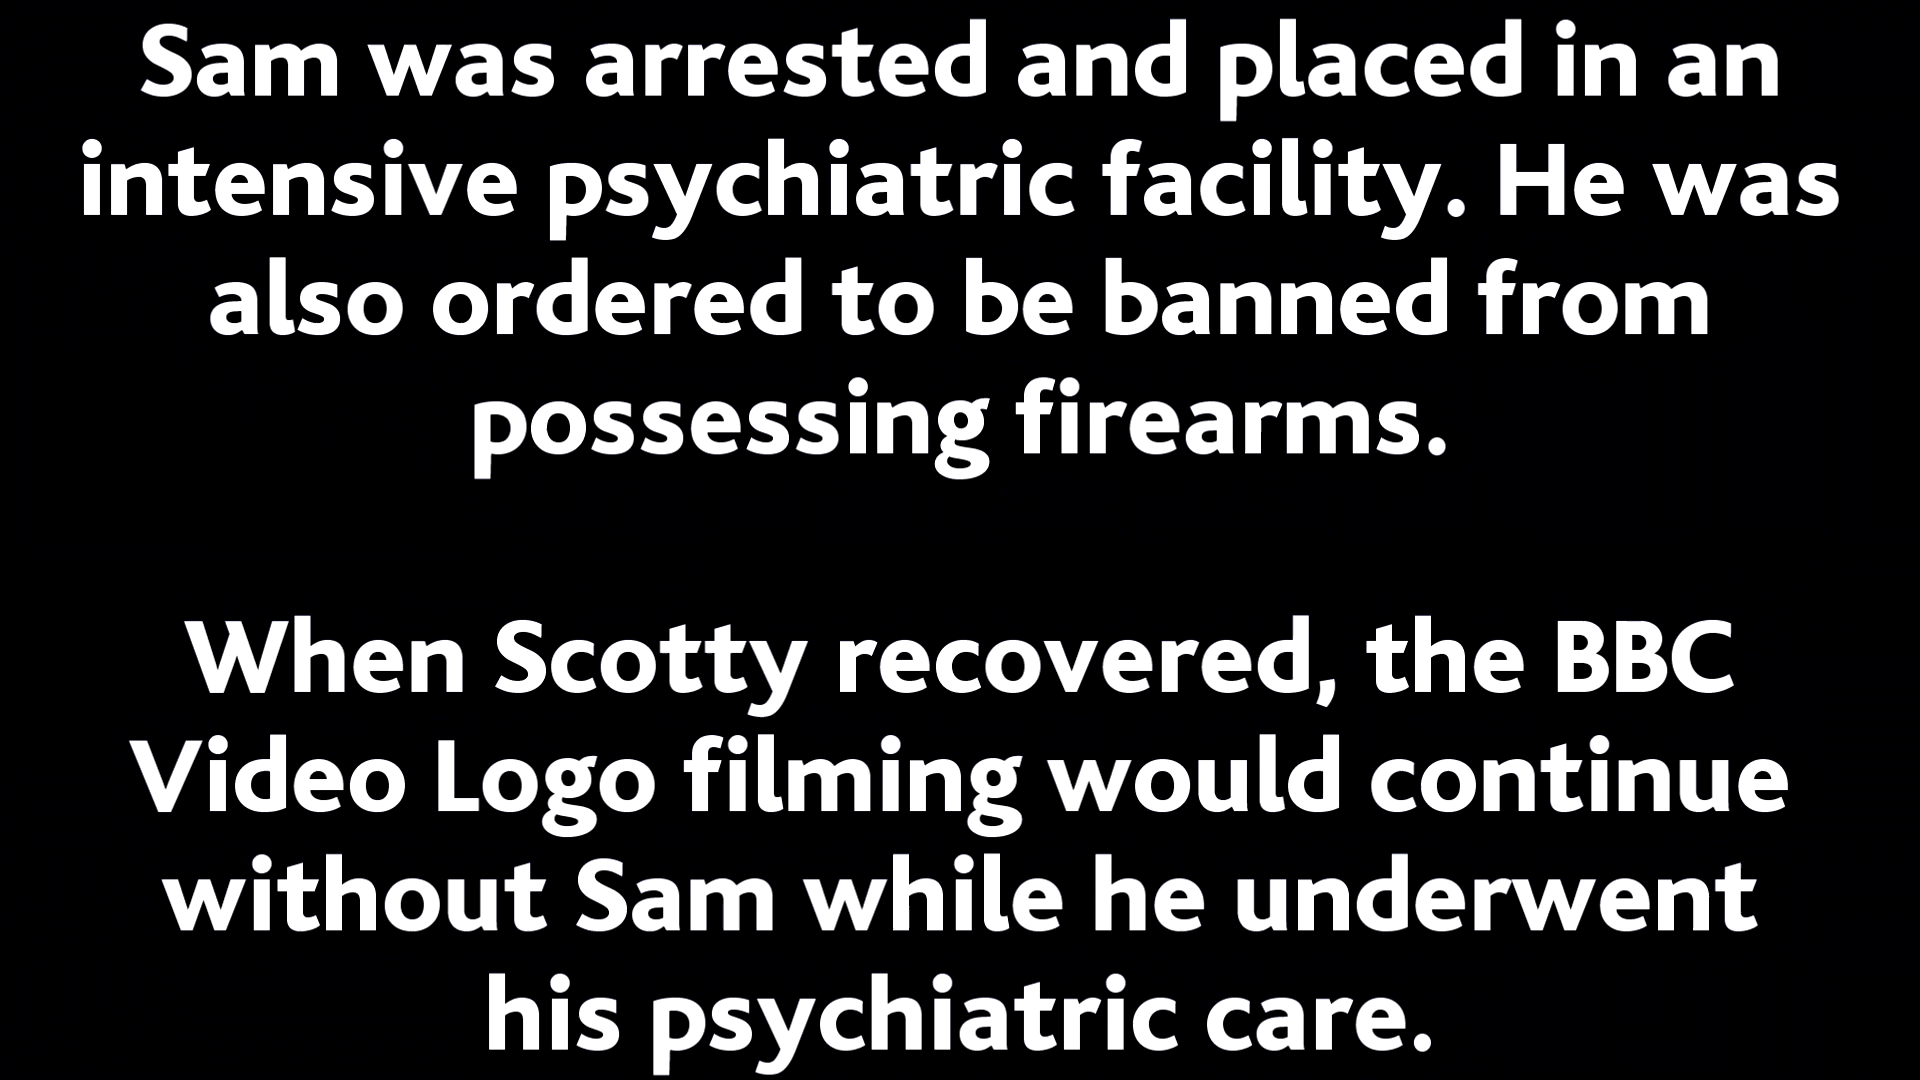 Sam was arrested and placed in an
intensive psychiatric facility. He was
also ordered to be banned from
possessing firearms.
When Scotty recovered, the BBC
Video Logo filming would continue
without Sam while he underwent
his psychiatric care.